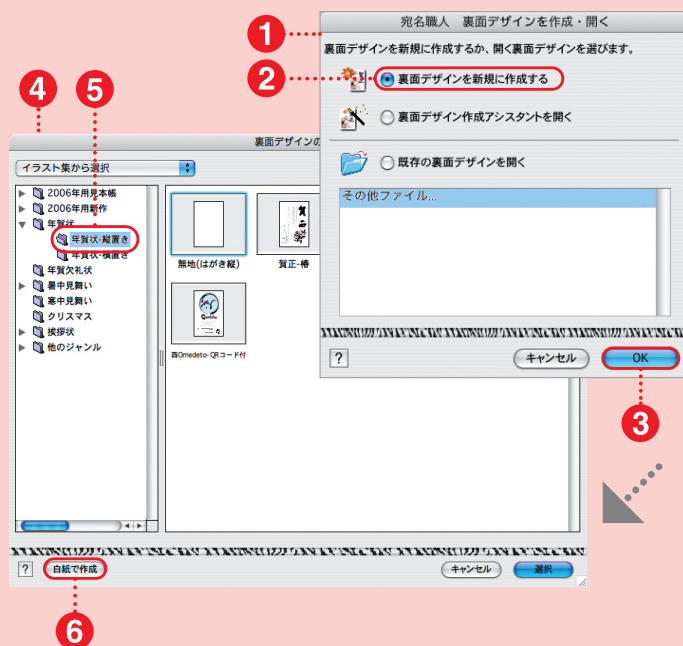 宛名職人 裏面デザインを作成・開く
1
裏面デザインを新規に作成するか、開く裏面デザインを選びます。
2
裏面デザインを新規に作成する
裏面デザイン作成アシスタントを開く
既存の裏面デザインを開く
その他ファイル...
?
キャンセル
OK
3
4
5
裏面デザインの
イラスト集から選択
2006年用見本帳
2006年用新作
年賀状
年賀状-縦置き
年賀状-横置き
年賀欠礼状
暑中見舞い
寒中見舞い
クリスマス
挨拶状
他のジャンル
無地(はがき縦)
賀正-椿
酉Omedeto-QRコード付
?
白紙で作成
キャンセル
選択
6